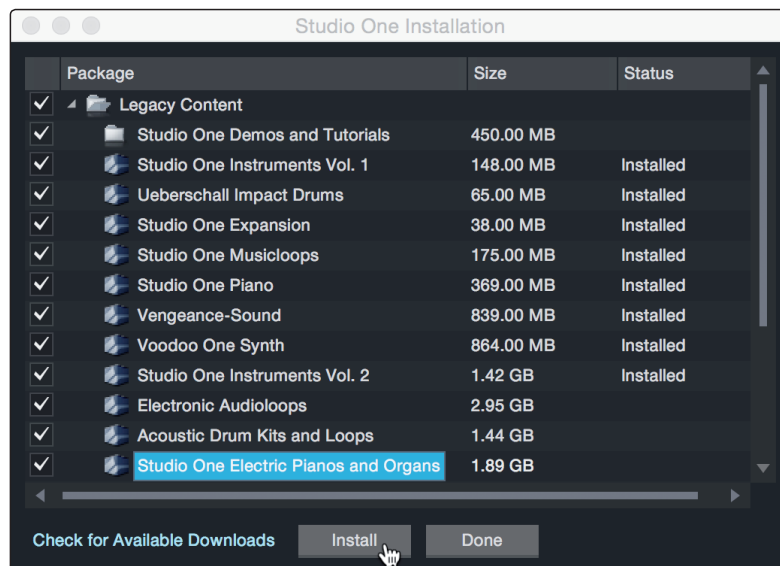 Studio One Installation
Package Size Status
Legacy Content
Studio One Demos and Tutorials 450.00 MB
Studio One Instruments Vol. 1 148.00 MB Installed
Ueberschall Impact Drums 65.00 MB Installed
Studio One Expansion 38.00 MB Installed
Studio One Musicloops 175.00 MB Installed
Studio One Piano 369.00 MB Installed
Vengeance-Sound 839.00 MB Installed
Voodoo One Synth 864.00 MB Installed
Studio One Instruments Vol. 2 1.42 GB Installed
Electronic Audioloops 2.95 GB
Acoustic Drum Kits and Loops 1.44 GB
Studio One Electric Pianos and Organs 1.89 GB
Check for Available Downloads Install Done